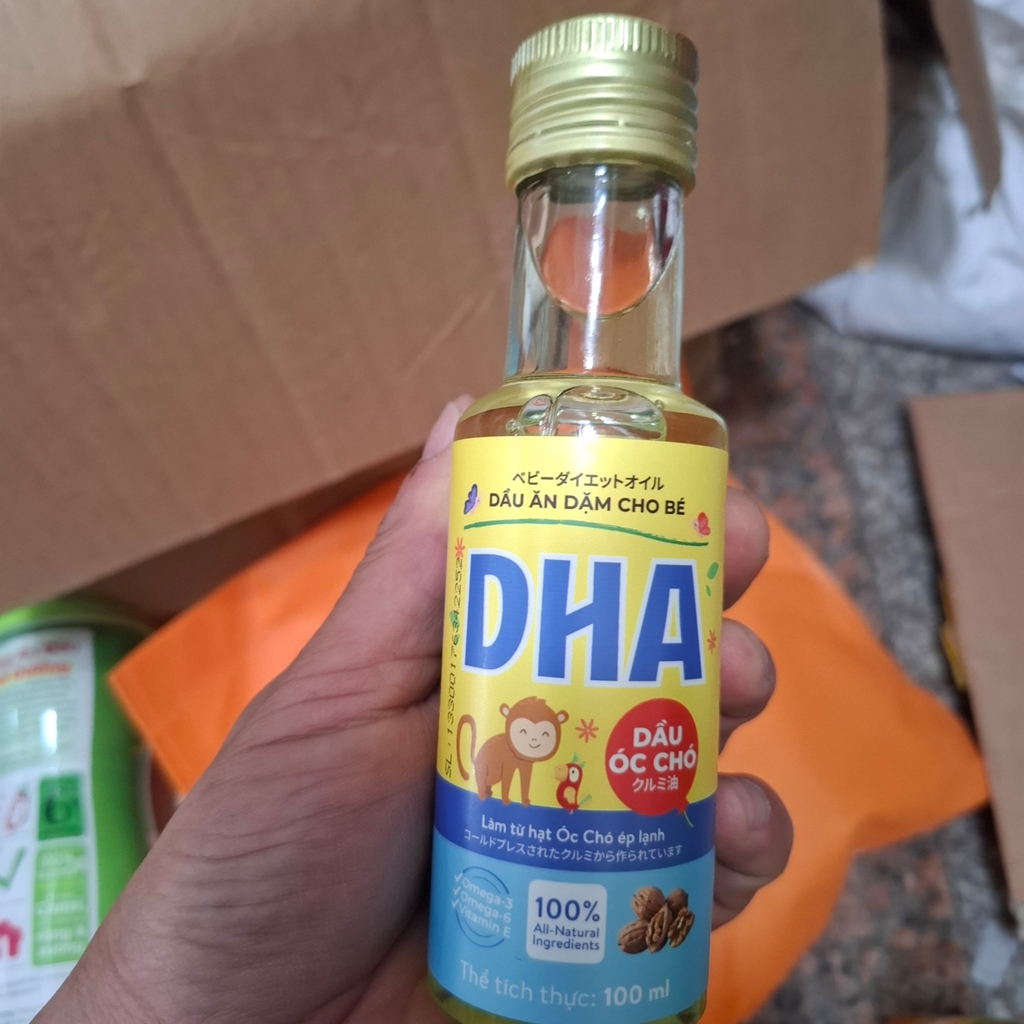 ベビーダイエットオイル
DẦU ĂN DẶM CHO BÉ
DHA
DẦU
ÓC CHÓ
クルミ油
Làm từ hạt Óc Chó ép lạnh
コールドプレスされたクルミから作られています
Omega-3
Omega-6
Vitamin E
100%
All-Natural
Ingredients
Thể tích thực: 100 ml